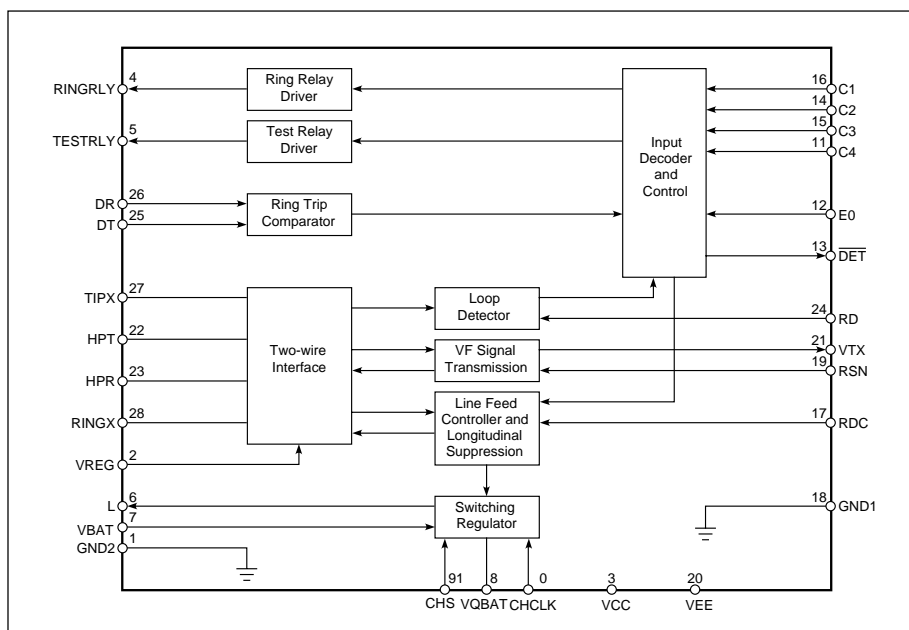 RINGRLY 4
Ring Relay
Driver
16 C1
14 C2
15 C3
11 C4
TESTRLY 5
Test Relay
Driver
Input
Decoder
and
Control
DR 26
DT 25
Ring Trip
Comparator
12 E0
13 DET
TIPX 27
HPT 22
HPR 23
RINGX 28
VREG 2
Two-wire
Interface
Loop
Detector
24 RD
VF Signal
Transmission
21 VTX
19 RSN
Line Feed
Controller and
Longitudinal
Suppression
17 RDC
L 6
VBAT 7
GND2 1
Switching
Regulator
18 GND1
91 8 0 3 20
CHS VQBAT CHCLK VCC VEE